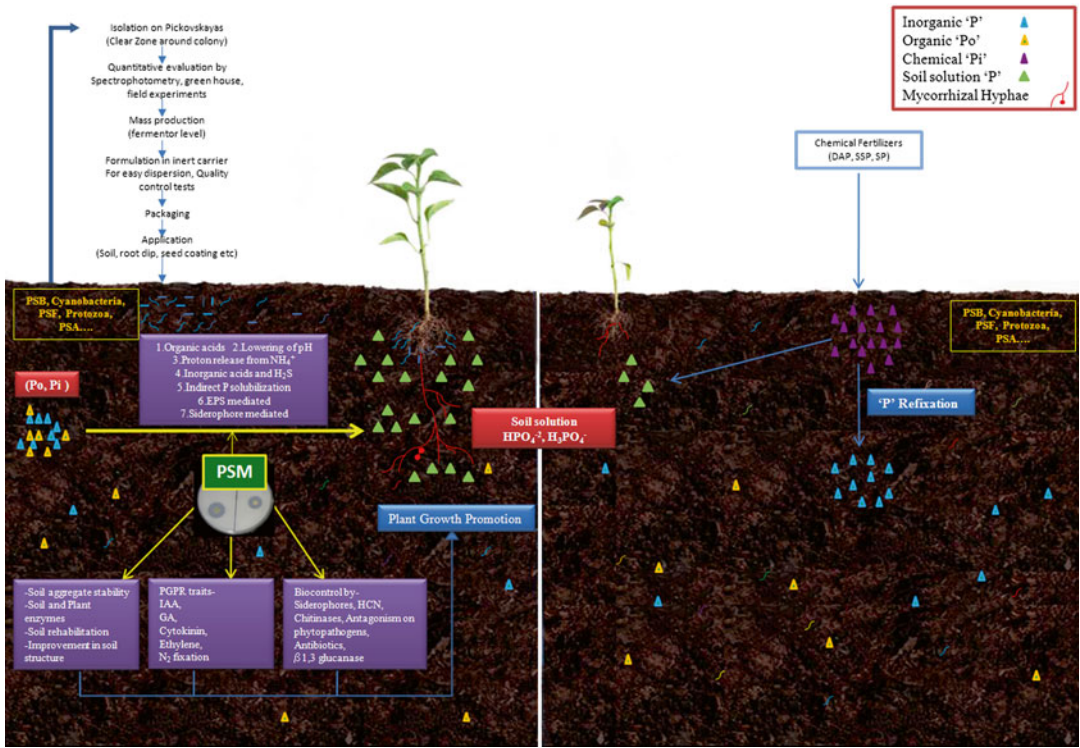 Isolation on Pickovskayas
(Clear Zone around colony)
Quantitative evaluation by
Spectrophotometry, green house,
field experiments
Mass production
(fermentor level)
Formulation in inert carrier
For easy dispersion, Quality
control tests
Packaging
Application
(Soil, root dip, seed coating etc)
Inorganic ‘P’
Organic ‘Po’
Chemical ‘Pi’
Soil solution ‘P’
Mycorrhizal Hyphae
Chemical Fertilizers
(DAP, SSP, SP)
PSB, Cyanobacteria,
PSF, Protozoa,
PSA....
1.Organic acids 2.Lowering of pH
3.Proton release from NH₄⁺
4.Inorganic acids and H₂S
5.Indirect P solubilization
6.EPS mediated
7.Siderophore mediated
(Po, Pi )
PSM
Soil solution
HPO₄⁻², H₃PO₄⁻
Plant Growth Promotion
-Soil aggregate stability
-Soil and Plant
enzymes
-Soil rehabilitation
-Improvement in soil
structure
PGPR traits-
IAA,
GA,
Cytokinin,
Ethylene,
N₂ fixation
Biocontrol by-
Siderophores, HCN,
Chitinases, Antagonism on
phytopathogens,
Antibiotics,
β1,3 glucanase
PSB, Cyanobacteria,
PSF, Protozoa,
PSA....
‘P’ Refixation